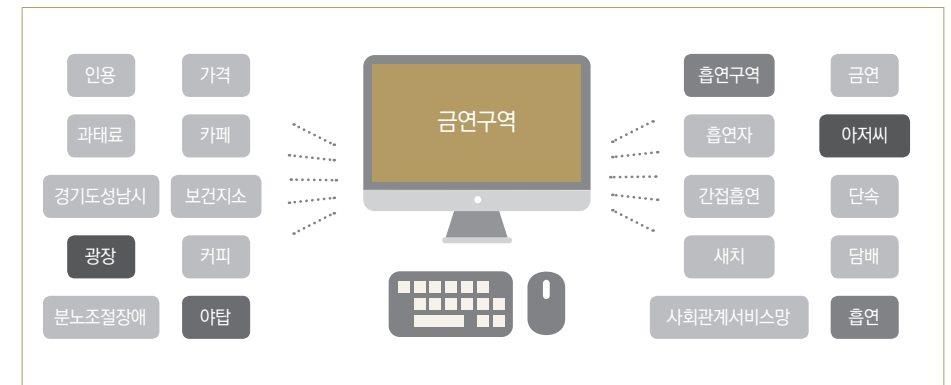 인용 가격
과태료 카페
경기도성남시 보건지소
광장 커피
분노조절장애 야탑
금연구역
흡연구역 금연
흡연자 아저씨
간접흡연 단속
새치 담배
사회관계서비스망 흡연